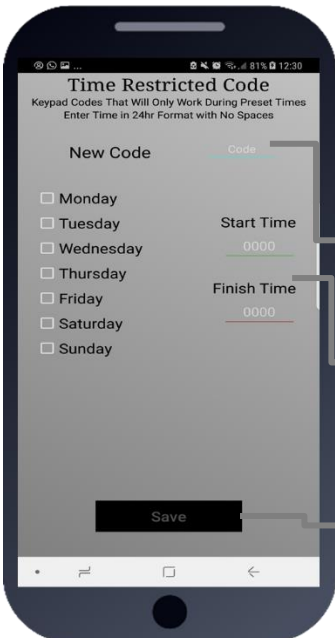 ... 81% 12:30
Time Restricted Code
Keypad Codes That Will Only Work During Preset Times
Enter Time in 24hr Format with No Spaces
New Code Code
Monday
Tuesday Start Time
Wednesday 0000
Thursday
Friday Finish Time
Saturday 0000
Sunday
Save